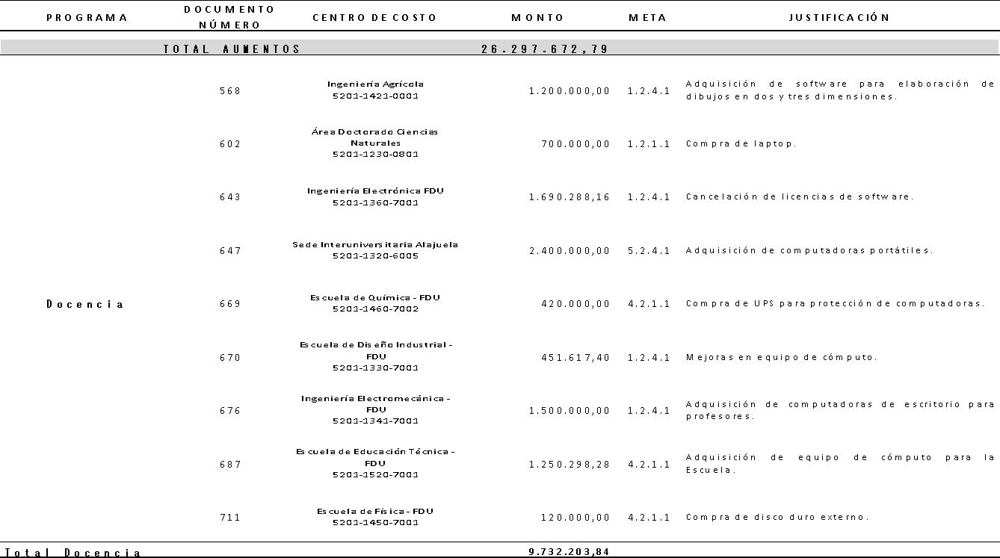 PROGRAMA DOCUMENTO NÚMERO CENTRO DE COSTO MONTO META JUSTIFICACIÓN
TOTAL AUMENTOS 26.297.672,79
568 Ingeniería Agrícola 1.200.000,00 1.2.4.1 Adquisición de software para elaboración de
5201-1421-0001 dibujos en dos y tres dimensiones.
Área Doctorado Ciencias
602 Naturales 700.000,00 1.2.1.1 Compra de laptop.
5201-1230-0801
643 Ingeniería Electrónica FDU 1.690.288,16 1.2.4.1 Cancelación de licencias de software.
5201-1360-7001
647 Sede Interuniversitaria Alajuela 2.400.000,00 5.2.4.1 Adquisición de computadoras portátiles.
5201-1320-6005
Docencia 669 Escuela de Química - FDU 420.000,00 4.2.1.1 Compra de UPS para protección de computadoras.
5201-1460-7002
Escuela de Diseño Industrial -
670 FDU 451.617,40 1.2.4.1 Mejoras en equipo de cómputo.
5201-1330-7001
Ingeniería Electromecánica - Adquisición de computadoras de escritorio para
676 FDU 1.500.000,00 1.2.4.1 profesores.
5201-1341-7001
Escuela de Educación Técnica - Adquisición de equipo de cómputo para la
687 FDU 1.250.298,28 4.2.1.1 Escuela.
5201-1520-7001
711 Escuela de Física - FDU 120.000,00 4.2.1.1 Compra de disco duro externo.
5201-1450-7001
Total Docencia 9.732.203,84